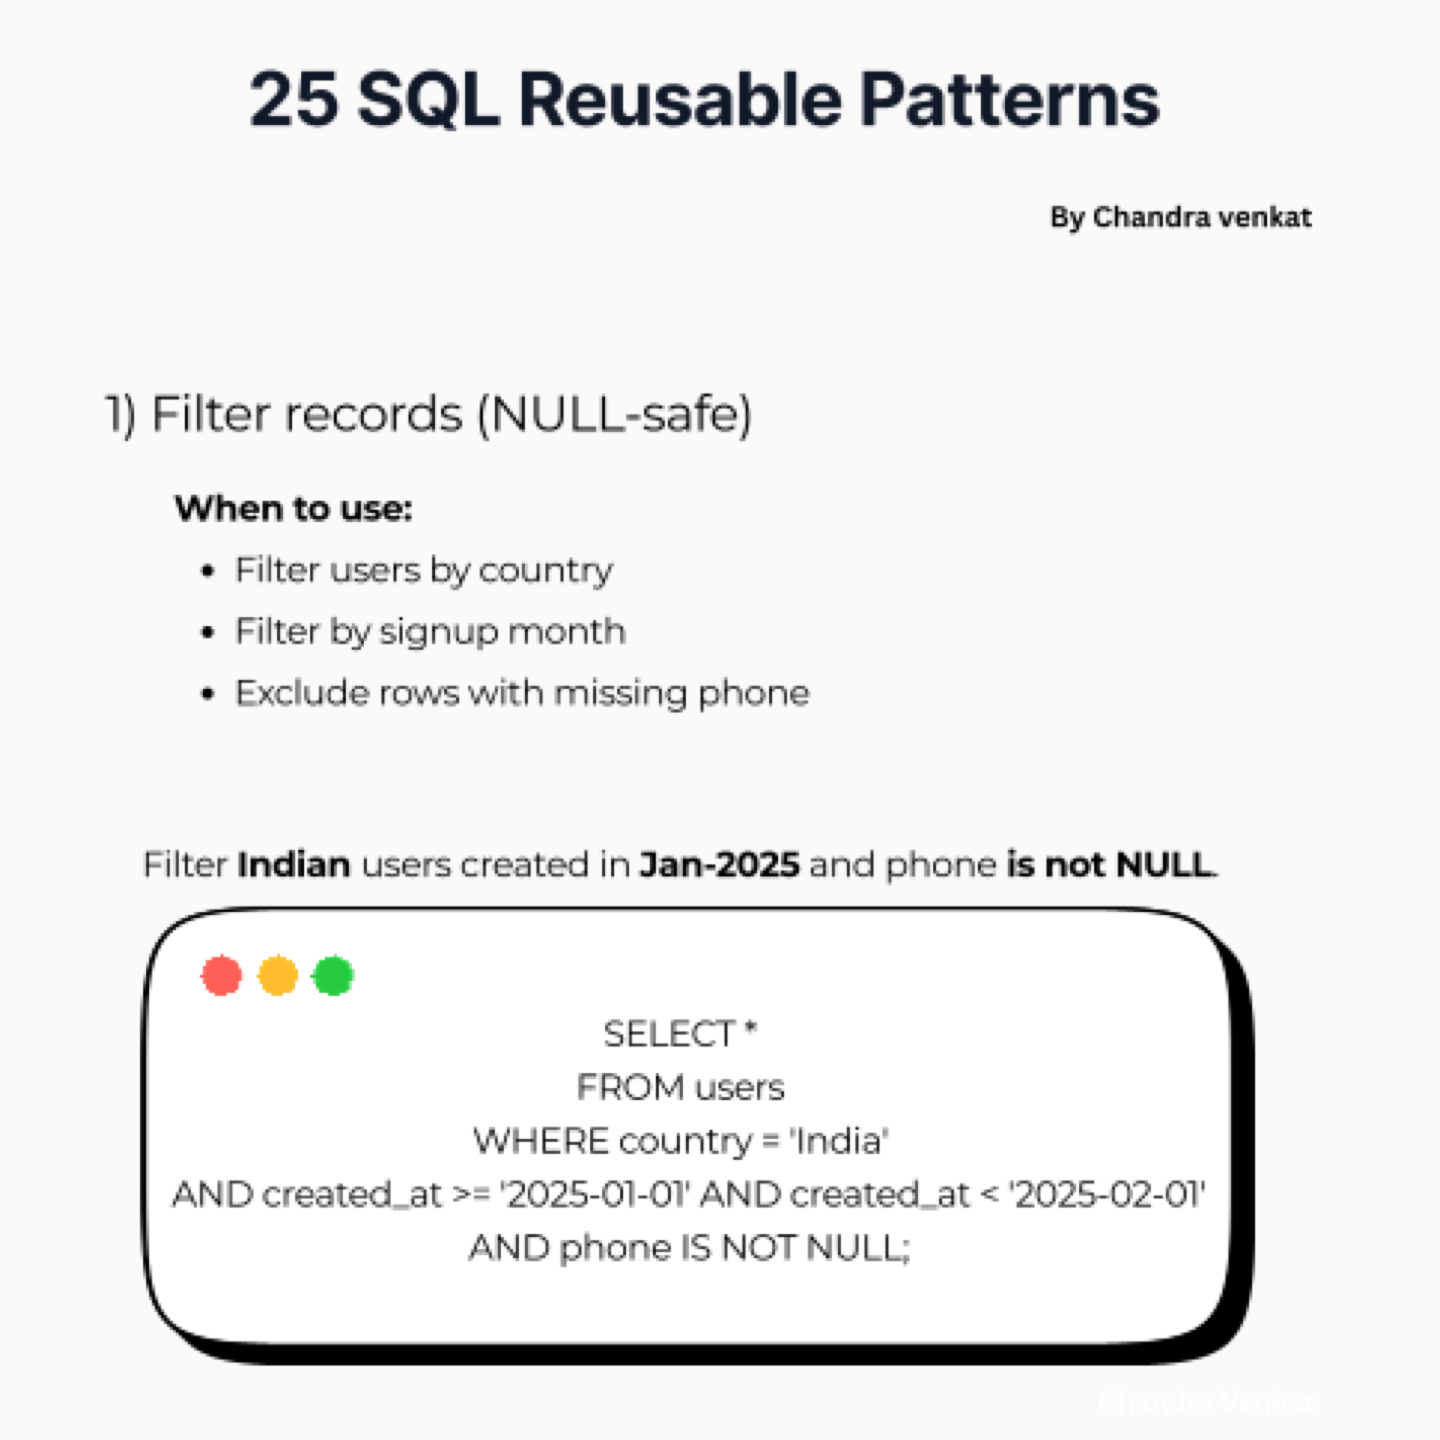 25 SQL Reusable Patterns
By Chandra venkat
1) Filter records (NULL-safe)
When to use:
• Filter users by country
• Filter by signup month
• Exclude rows with missing phone
Filter Indian users created in Jan-2025 and phone is not NULL.
SELECT *
FROM users
WHERE country = 'India'
AND created_at >= '2025-01-01' AND created_at < '2025-02-01'
AND phone IS NOT NULL;
Chandra Venkat